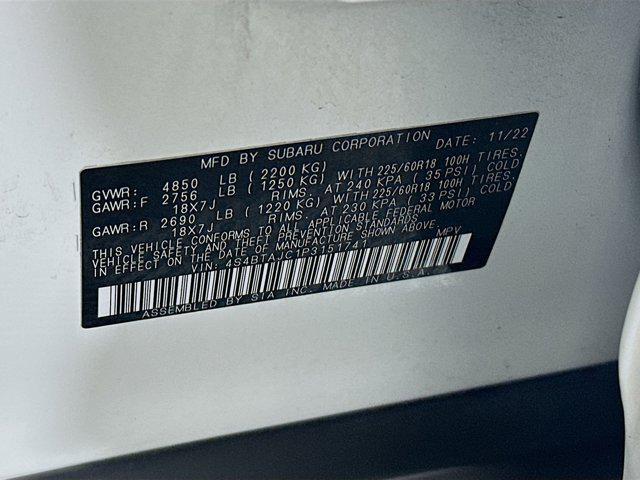 MFD BY SUBARU CORPORATION DATE: 11/22
GVWR: 4850 LB (2200 KG)
GAWR:F 2756 LB (1250 KG) WITH 225/60R18 100H TIRES.
18X7J RIMS. AT 240 KPA (35 PSI) COLD
GAWR:R 2690 LB (1220 KG) WITH 225/60R18 100H TIRES.
18X7J RIMS. AT 230 KPA (33 PSI) COLD
THIS VEHICLE CONFORMS TO ALL APPLICABLE FEDERAL MOTOR
VEHICLE SAFETY AND THEFT PREVENTION STANDARDS
IN EFFECT ON THE DATE OF MANUFACTURE SHOWN ABOVE.
VIN: 4S4BTAJC1P3151741 MPV
ASSEMBLED BY SIA INC. MADE IN U.S.A.